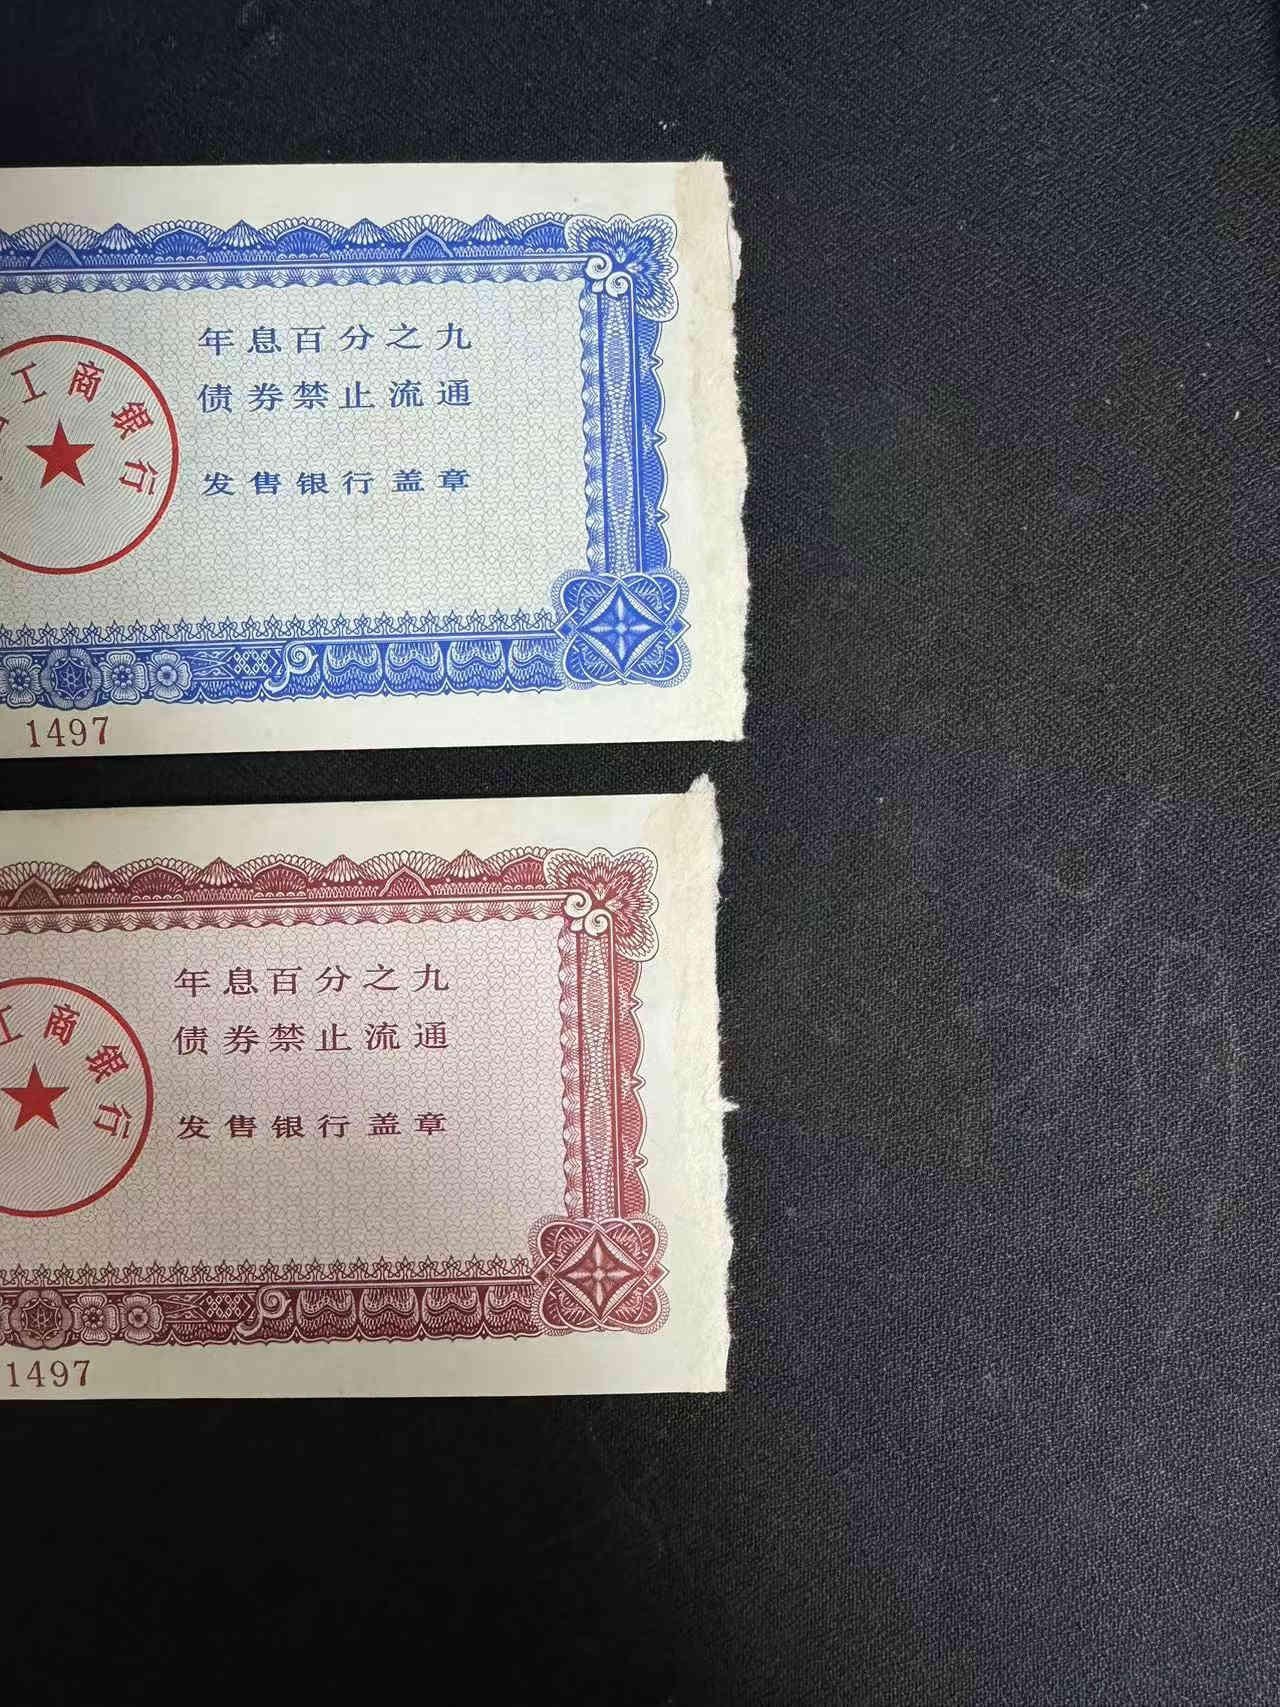 年息百分之九
债券禁止流通
工商银行
发售银行盖章
1497
年息百分之九
债券禁止流通
工商银行
发售银行盖章
1497